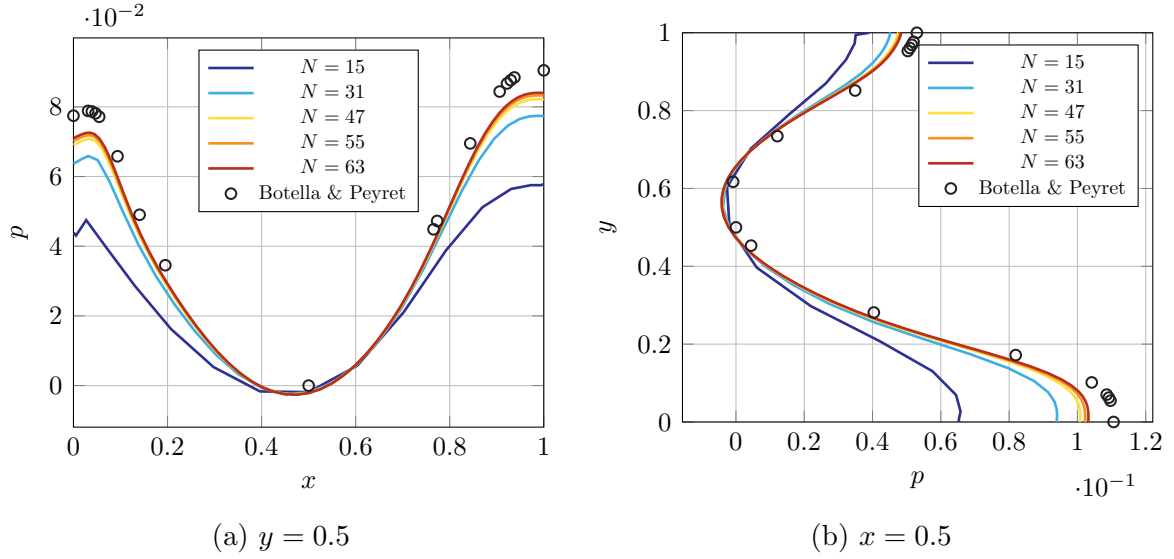 ·10−2
8
6
4
2
0
p
0
0.2
0.4
0.6
0.8
1
x
N = 15
N = 31
N = 47
N = 55
N = 63
Botella & Peyret
(a) y = 0.5
1
0.8
0.6
0.4
0.2
0
y
0
0.2
0.4
0.6
0.8
1
1.2
p
·10−1
N = 15
N = 31
N = 47
N = 55
N = 63
Botella & Peyret
(b) x = 0.5